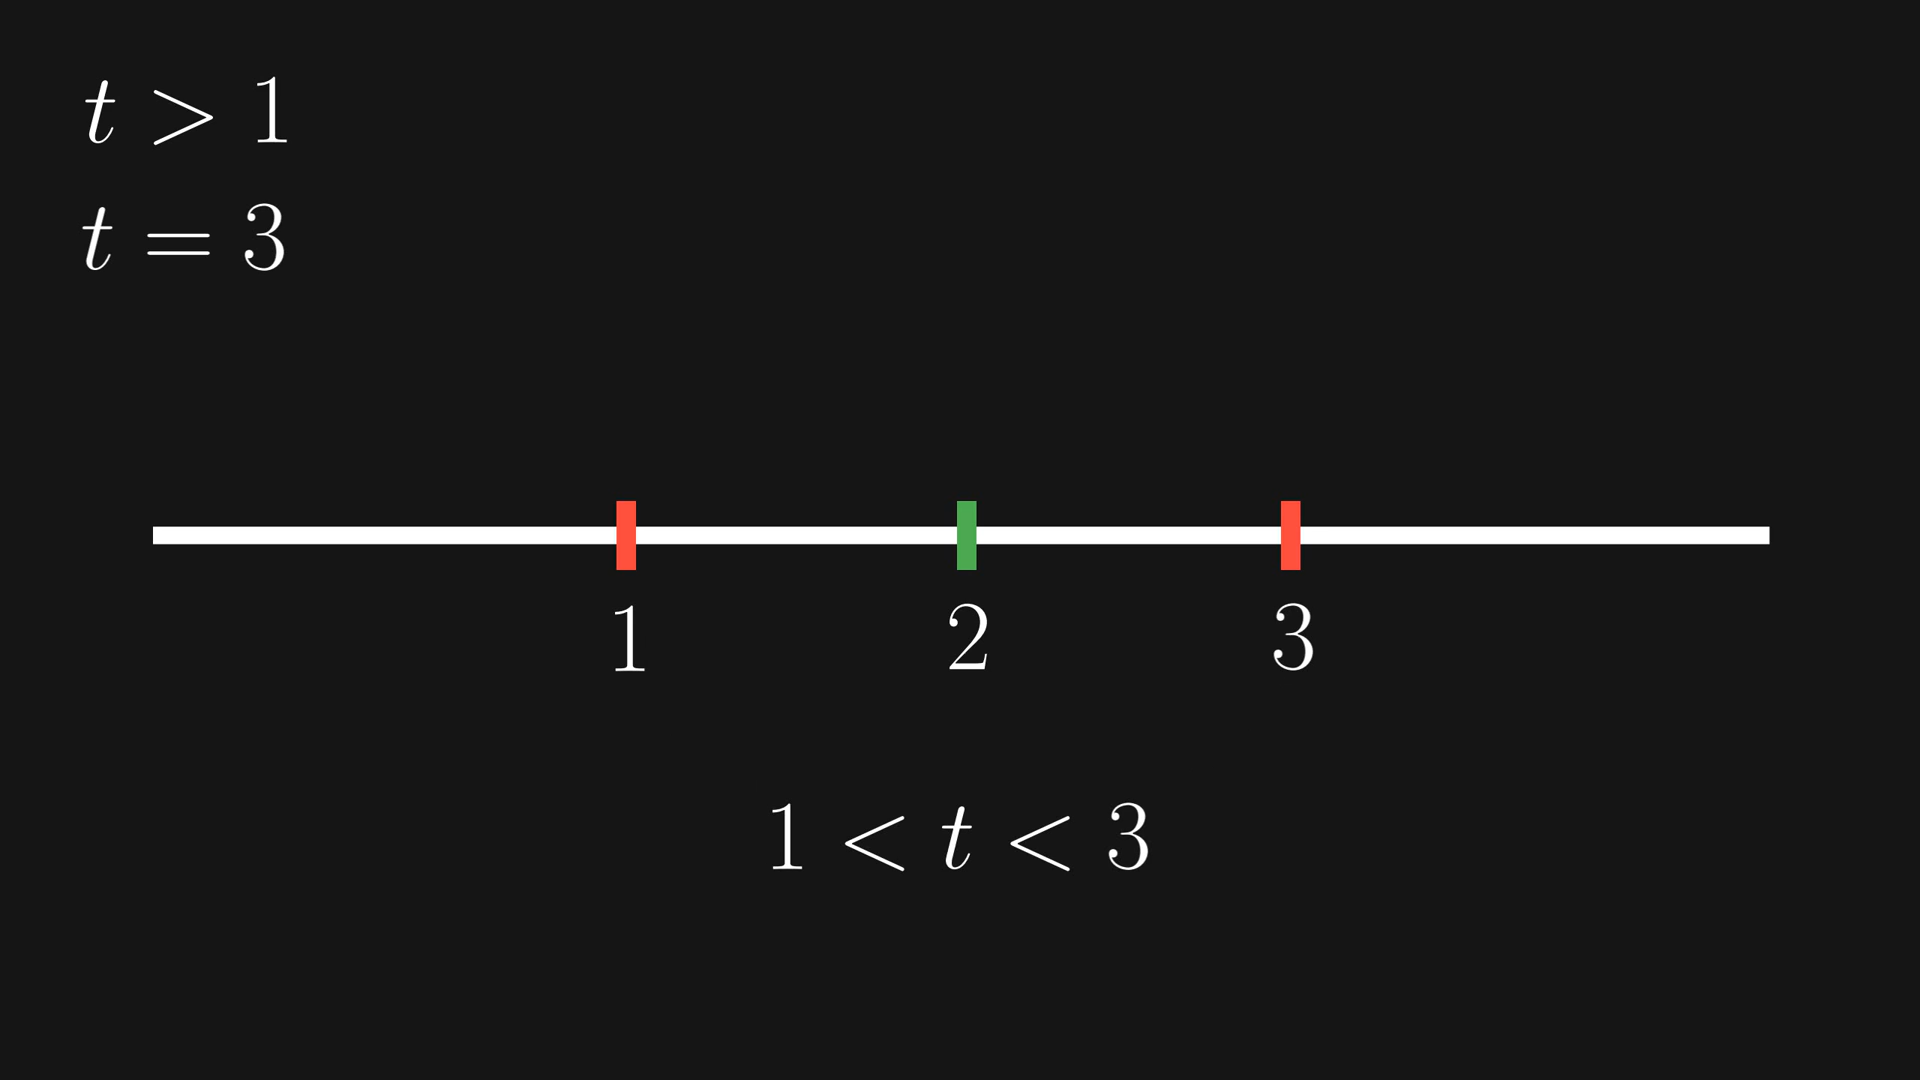 t > 1
t = 3
1 2 3
1 < t < 3